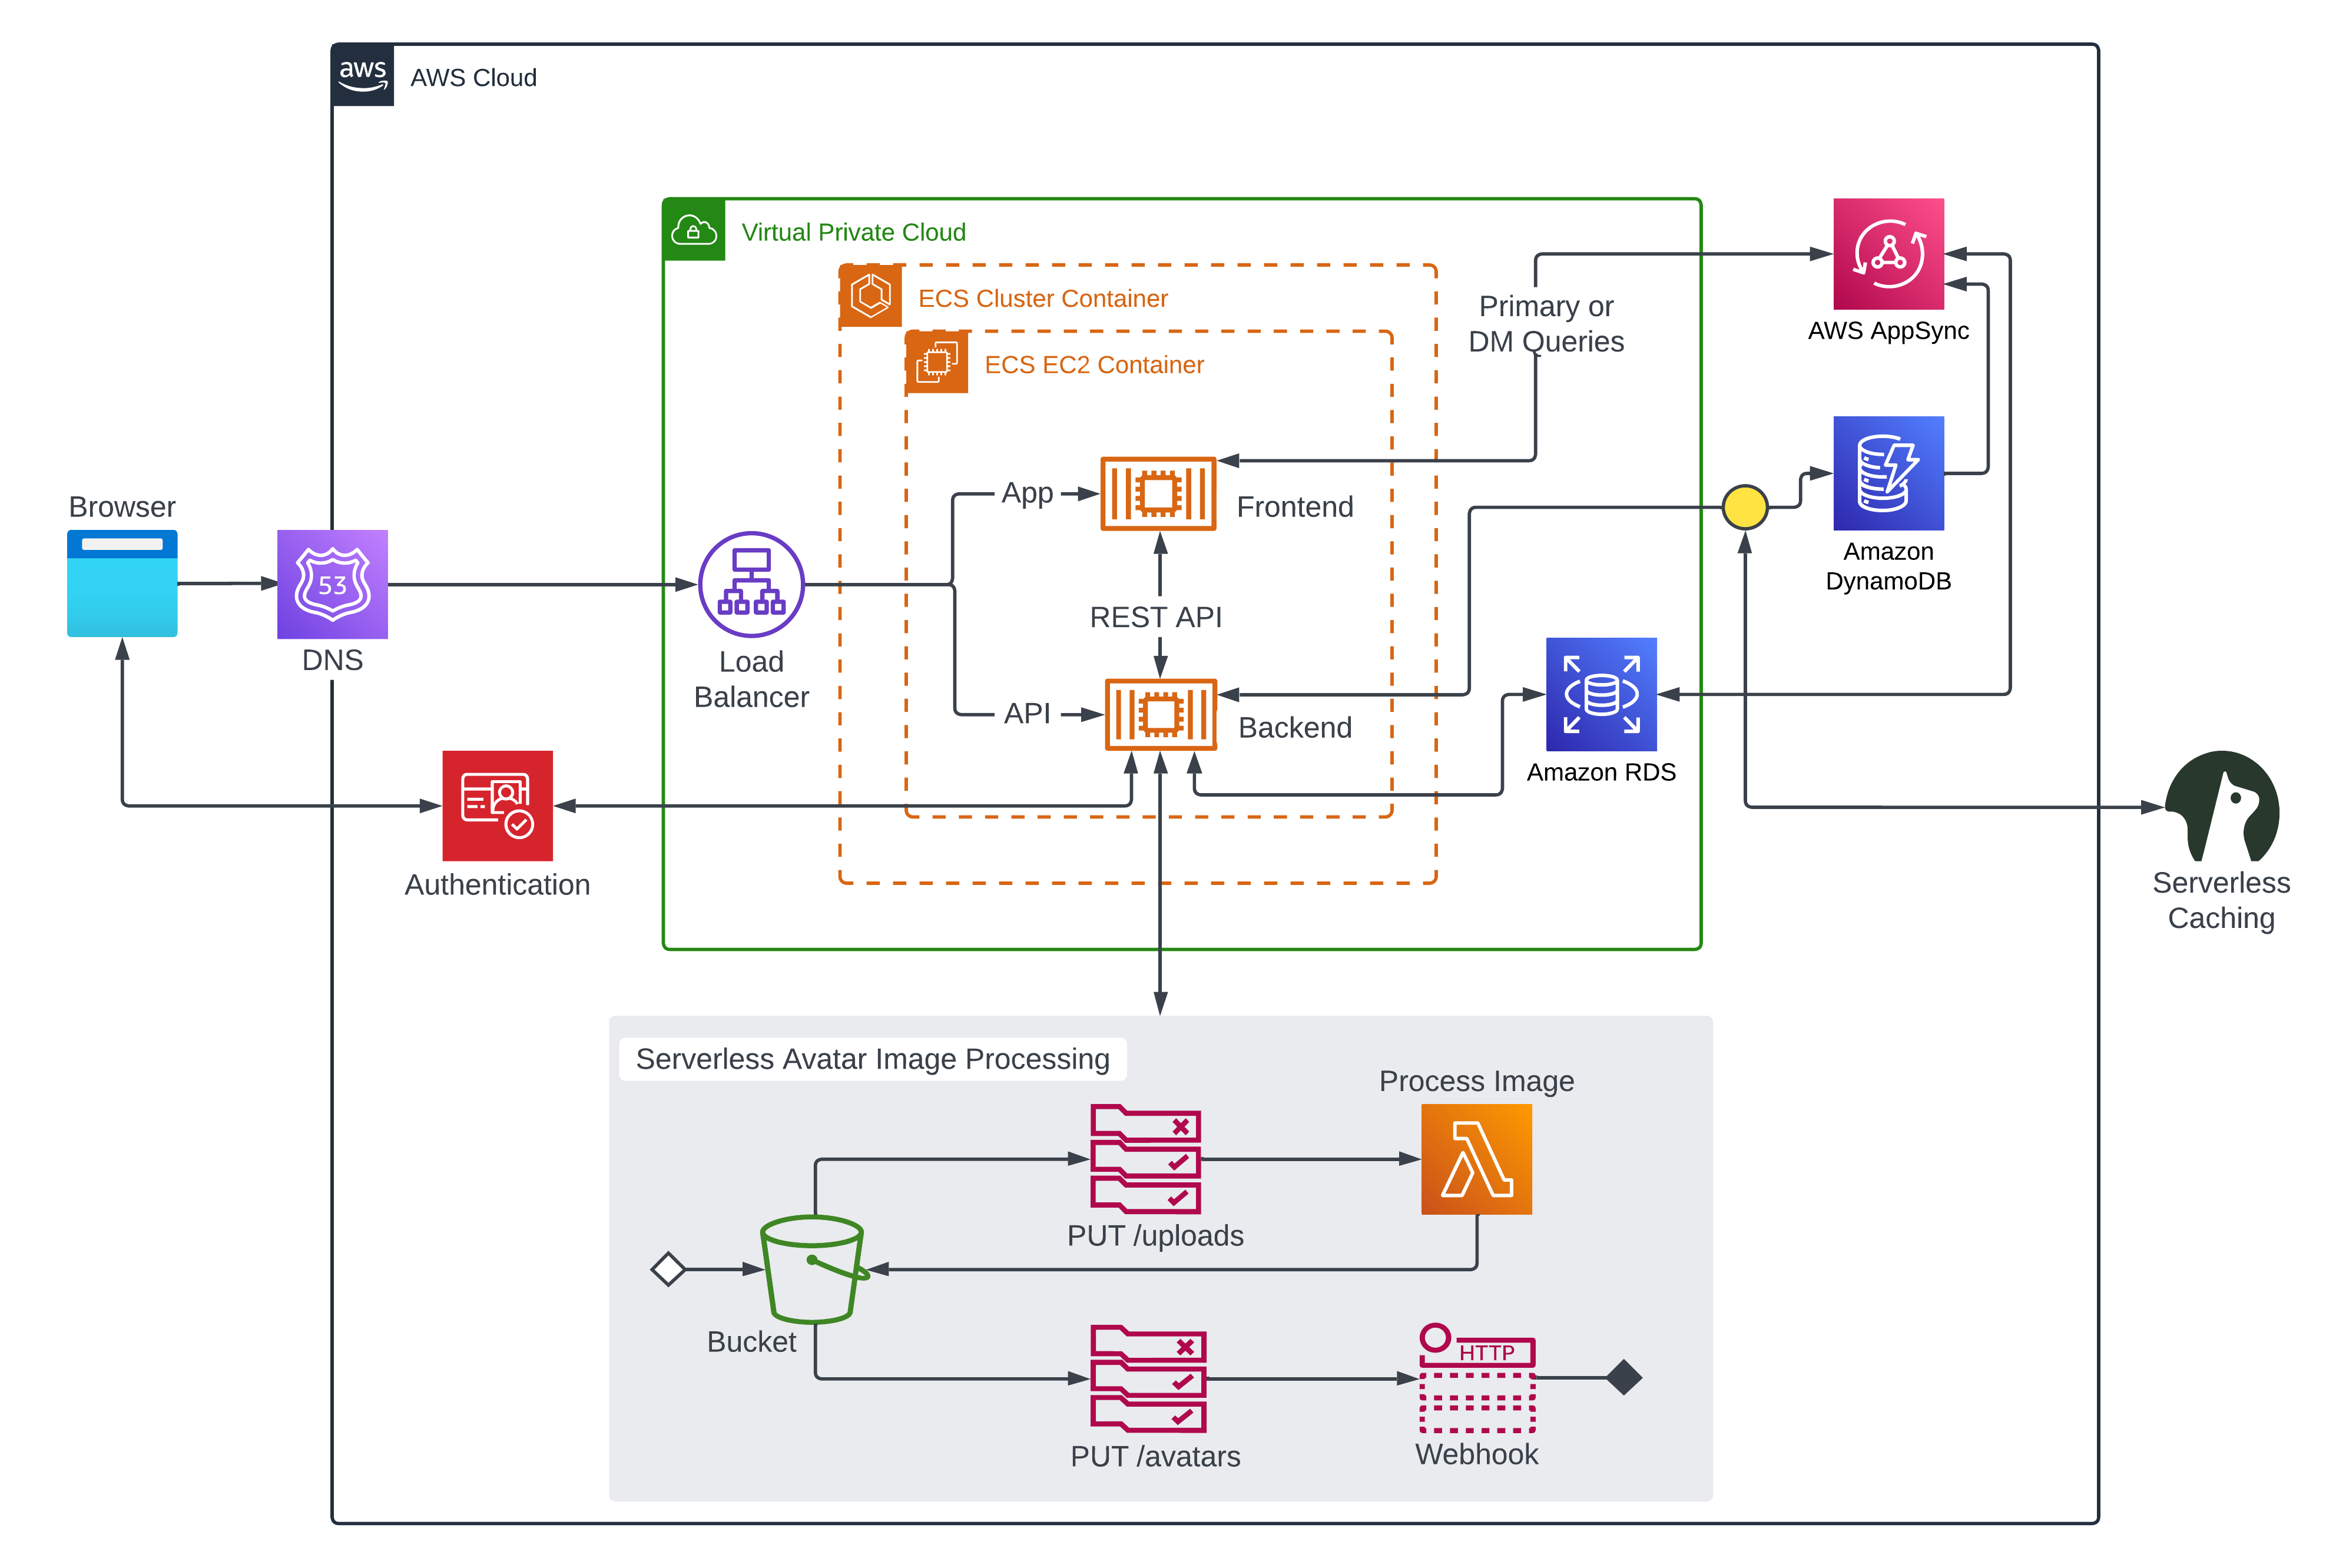 aws
AWS Cloud
Virtual Private Cloud
ECS Cluster Container
ECS EC2 Container
Primary or
DM Queries
AWS AppSync
Browser
53
DNS
App
Frontend
Amazon
DynamoDB
REST API
Load
Balancer
API
Backend
Amazon RDS
Authentication
Serverless
Caching
Serverless Avatar Image Processing
Process Image
PUT /uploads
Bucket
HTTP
PUT /avatars
Webhook